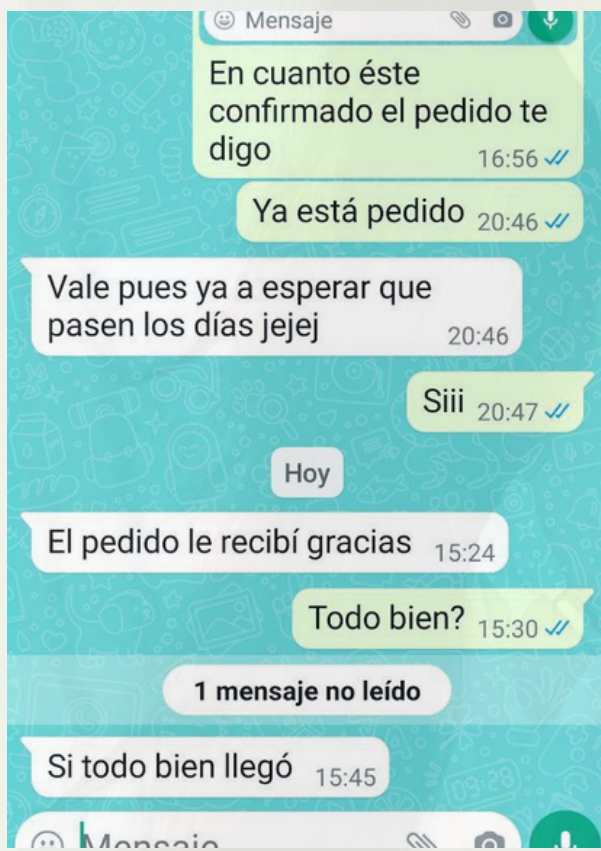 Mensaje
En cuanto éste
confirmado el pedido te
digo 16:56
Ya está pedido 20:46
Vale pues ya a esperar que
pasen los días jejej 20:46
Siii 20:47
Hoy
El pedido le recibí gracias 15:24
Todo bien? 15:30
1 mensaje no leído
Si todo bien llegó 15:45
Mensaje